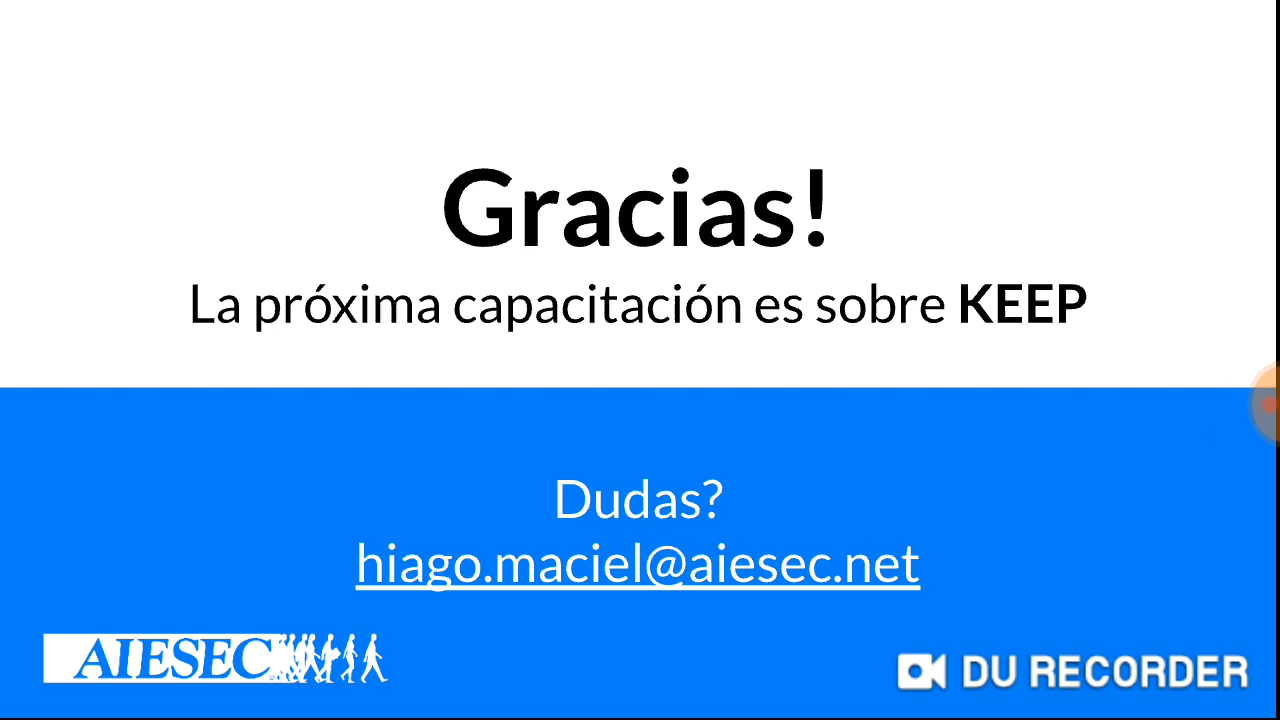 Gracias!
La próxima capacitación es sobre KEEP
Dudas?
hiago.maciel@aiesec.net
AIESEC
DU RECORDER